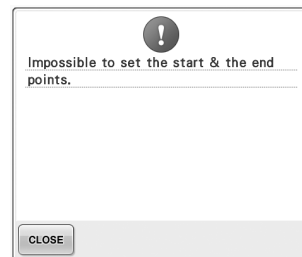 !
Impossible to set the start & the end
points.
CLOSE